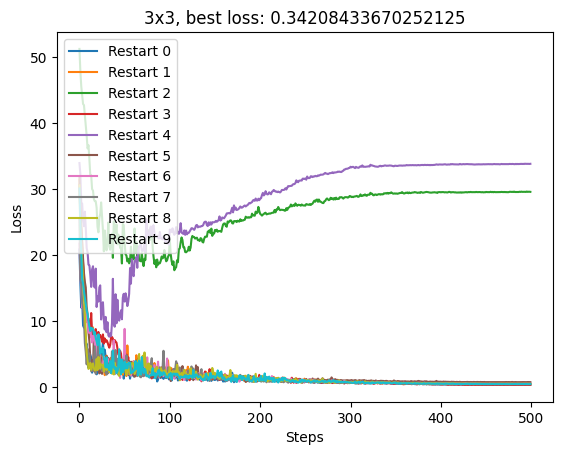 3x3, best loss: 0.34208433670252125
Loss
50
40
30
20
10
0
Restart 0
Restart 1
Restart 2
Restart 3
Restart 4
Restart 5
Restart 6
Restart 7
Restart 8
Restart 9
0 100 200 300 400 500
Steps